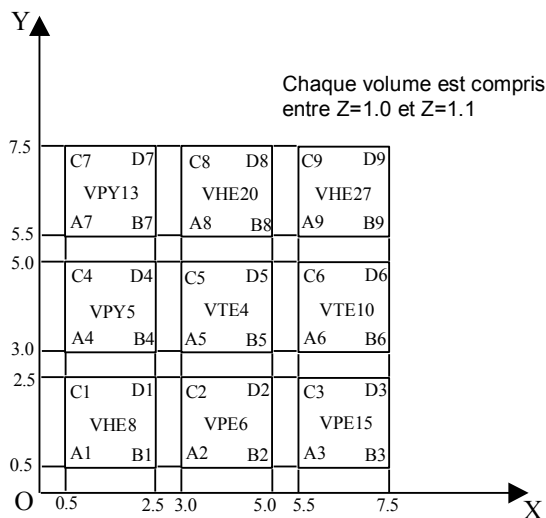 Y
Chaque volume est compris
entre Z=1.0 et Z=1.1
7.5
C7 D7 C8 D8 C9 D9
VPY13 VHE20 VHE27
A7 B7 A8 B8 A9 B9
5.5
5.0
C4 D4 C5 D5 C6 D6
VPY5 VTE4 VTE10
A4 B4 A5 B5 A6 B6
3.0
2.5
C1 D1 C2 D2 C3 D3
VHE8 VPE6 VPE15
A1 B1 A2 B2 A3 B3
0.5
O 0.5 2.5 3.0 5.0 5.5 7.5 X